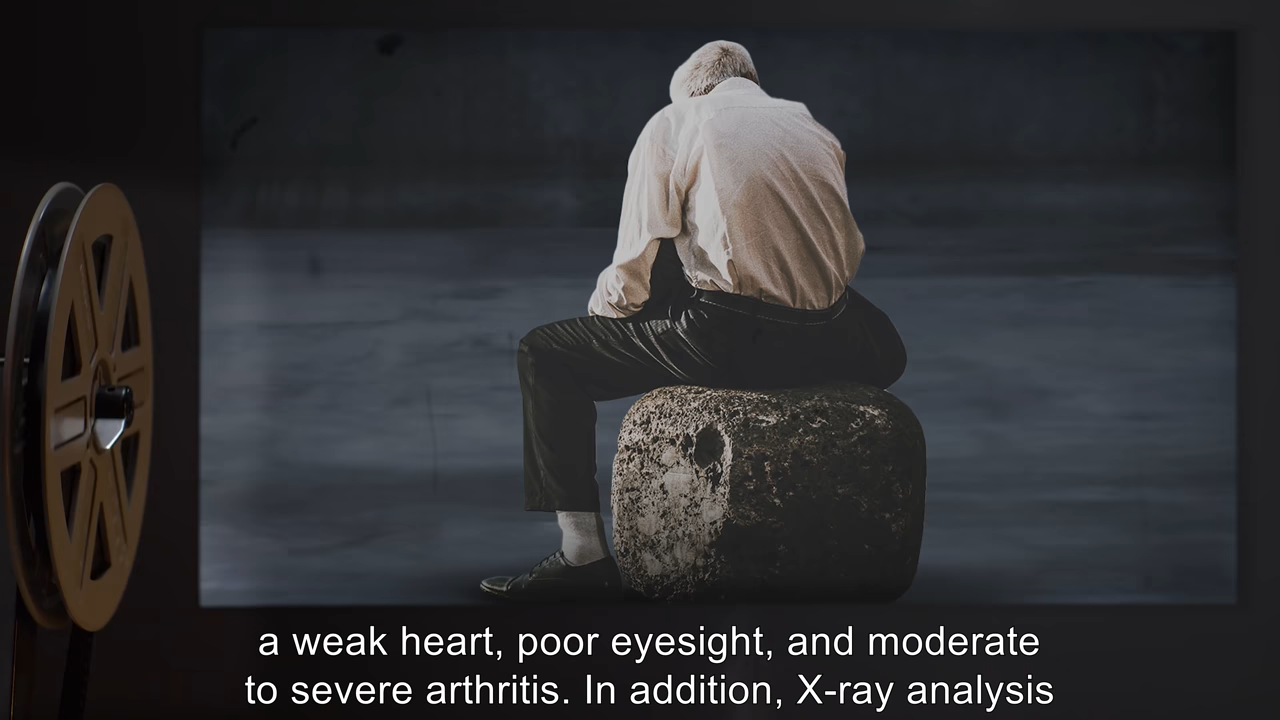 a weak heart, poor eyesight, and moderate
to severe arthritis. In addition, X-ray analysis